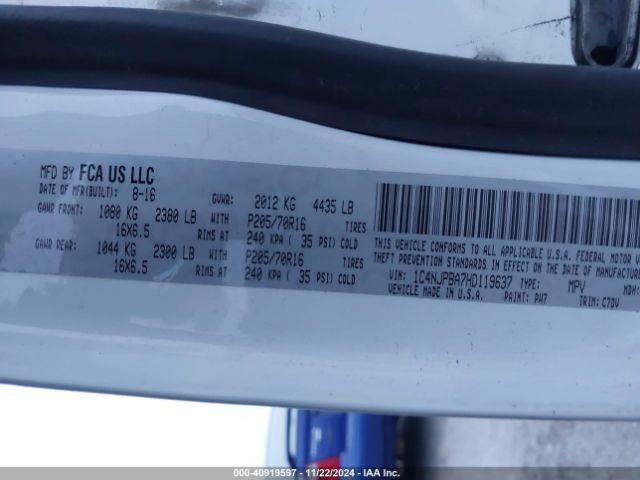 MFD BY FCA US LLC
DATE OF MFR(BUILT): 8-16 GVWR: 2012 KG 4435 LB
GAWR FRONT: 1080 KG 2380 LB WITH P205/70R16 TIRES
16X6.5 RIMS AT 240 KPA ( 35 PSI) COLD
GAWR REAR: 1044 KG 2300 LB WITH P205/70R16 TIRES
16X6.5 RIMS AT 240 KPA ( 35 PSI) COLD
THIS VEHICLE CONFORMS TO ALL APPLICABLE U.S.A. FEDERAL MOTOR
THEFT PREVENTION STANDARDS IN EFFECT ON THE DATE OF MANUFACTUR
VIN: 1C4NJPBA7HD119637 TYPE: MPV MDH:
VEHICLE MADE IN U.S.A. PAINT: PW7 TRIM: C7DV
000-40919597 - 11/22/2024 - IAA Inc.